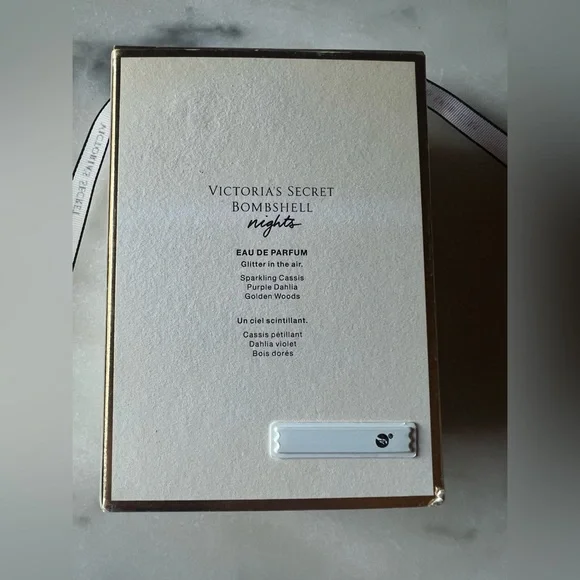 VICTORIA'S SECRET
BOMBSHELL
nights
EAU DE PARFUM
Glitter in the air.
Sparkling Cassis
Purple Dahlia
Golden Woods
Un ciel scintillant.
Cassis pétillant
Dahlia violet
Bois dorés
VICTORIA'S SECRET